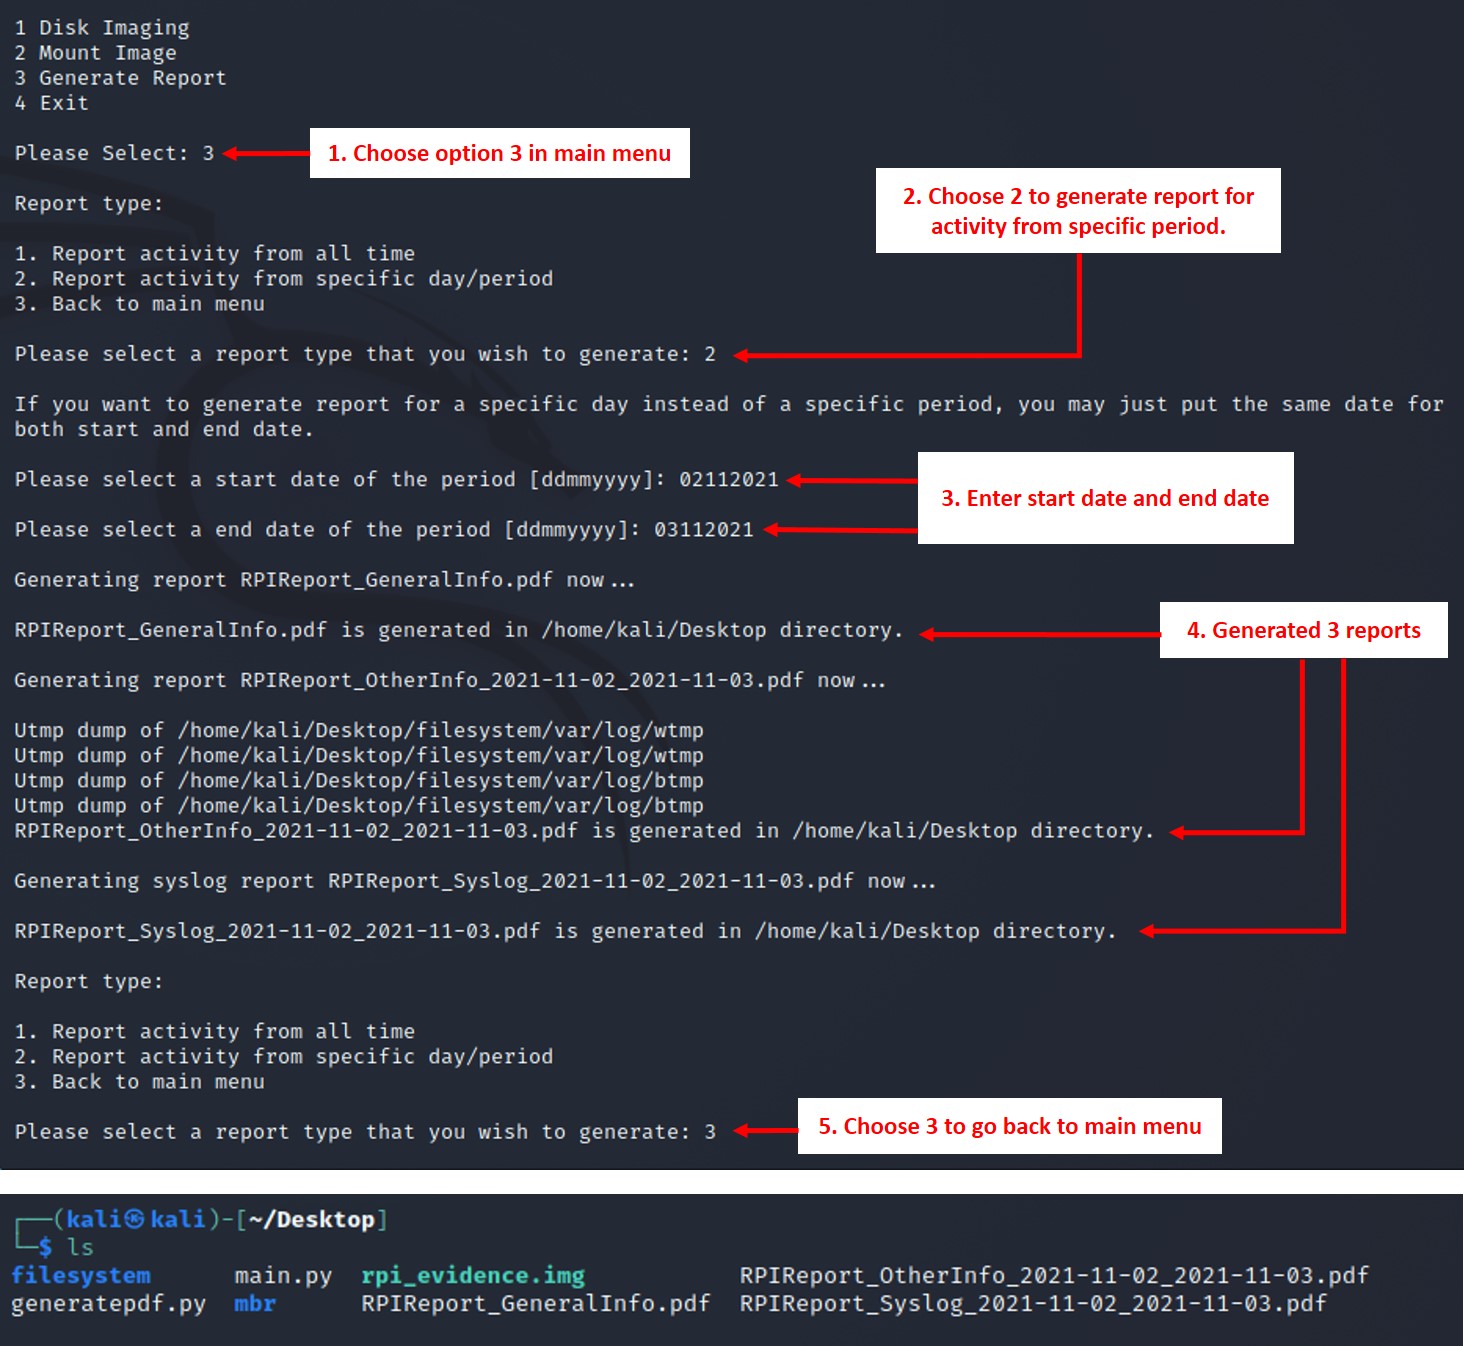 1 Disk Imaging
2 Mount Image
3 Generate Report
4 Exit
Please Select: 3
1. Choose option 3 in main menu
Report type:
2. Choose 2 to generate report for
activity from specific period.
1. Report activity from all time
2. Report activity from specific day/period
3. Back to main menu
Please select a report type that you wish to generate: 2
If you want to generate report for a specific day instead of a specific period, you may just put the same date for
both start and end date.
Please select a start date of the period [ddmmyyyy]: 02112021
3. Enter start date and end date
Please select a end date of the period [ddmmyyyy]: 03112021
Generating report RPIReport_GeneralInfo.pdf now...
RPIReport_GeneralInfo.pdf is generated in /home/kali/Desktop directory.
4. Generated 3 reports
Generating report RPIReport_OtherInfo_2021-11-02_2021-11-03.pdf now...
Utmp dump of /home/kali/Desktop/filesystem/var/log/wtmp
Utmp dump of /home/kali/Desktop/filesystem/var/log/wtmp
Utmp dump of /home/kali/Desktop/filesystem/var/log/btmp
Utmp dump of /home/kali/Desktop/filesystem/var/log/btmp
RPIReport_OtherInfo_2021-11-02_2021-11-03.pdf is generated in /home/kali/Desktop directory.
Generating syslog report RPIReport_Syslog_2021-11-02_2021-11-03.pdf now...
RPIReport_Syslog_2021-11-02_2021-11-03.pdf is generated in /home/kali/Desktop directory.
Report type:
1. Report activity from all time
2. Report activity from specific day/period
3. Back to main menu
Please select a report type that you wish to generate: 3
5. Choose 3 to go back to main menu
┌──(kali㉿kali)-[~/Desktop]
└─$ ls
filesystem main.py rpi_evidence.img RPIReport_OtherInfo_2021-11-02_2021-11-03.pdf
generatepdf.py mbr RPIReport_GeneralInfo.pdf RPIReport_Syslog_2021-11-02_2021-11-03.pdf